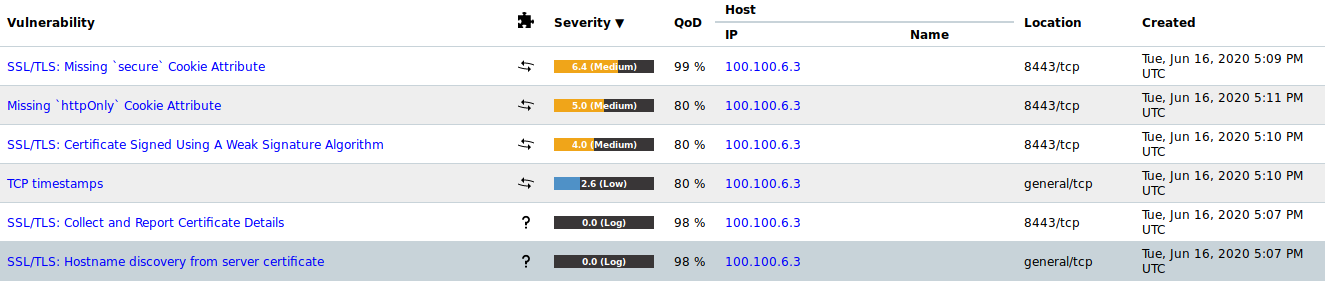 Vulnerability Severity ▼ QoD Host Location Created
IP Name
SSL/TLS: Missing `secure` Cookie Attribute 6.4 (Medium) 99 % 100.100.6.3 8443/tcp Tue, Jun 16, 2020 5:09 PM
UTC
Missing `httpOnly` Cookie Attribute 5.0 (Medium) 80 % 100.100.6.3 8443/tcp Tue, Jun 16, 2020 5:11 PM
UTC
SSL/TLS: Certificate Signed Using A Weak Signature Algorithm 4.0 (Medium) 80 % 100.100.6.3 8443/tcp Tue, Jun 16, 2020 5:10 PM
UTC
TCP timestamps 2.6 (Low) 80 % 100.100.6.3 general/tcp Tue, Jun 16, 2020 5:10 PM
UTC
SSL/TLS: Collect and Report Certificate Details ? 0.0 (Log) 98 % 100.100.6.3 8443/tcp Tue, Jun 16, 2020 5:07 PM
UTC
SSL/TLS: Hostname discovery from server certificate ? 0.0 (Log) 98 % 100.100.6.3 general/tcp Tue, Jun 16, 2020 5:07 PM
UTC